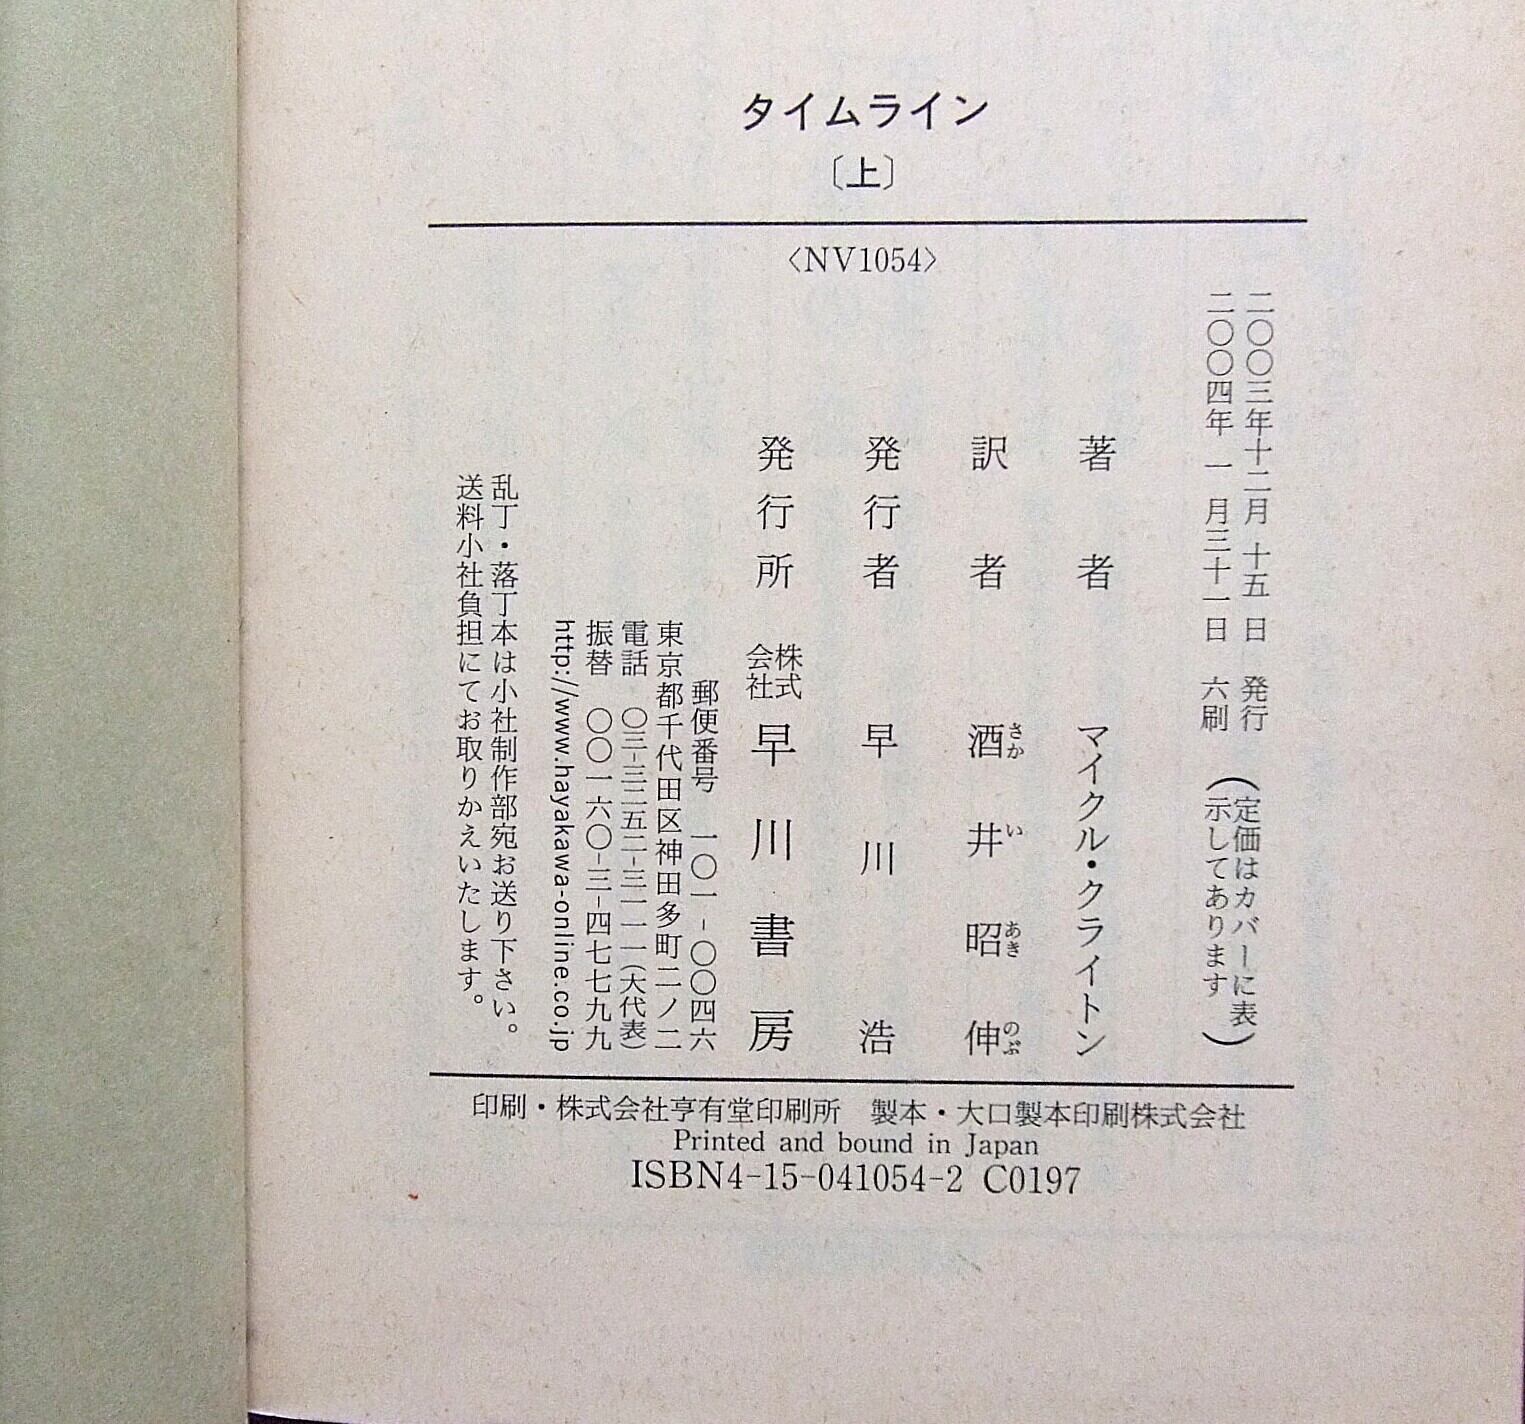 タイムライン
〔上〕
〈NV1054〉
二〇〇三年十二月 十五 日 発行
二〇〇四年 一 月三十一日 六刷
(定価はカバーに表
示してあります)
著者 マイクル・クライトン
訳者 酒井昭伸
さかいあきのぶ
発行者 早川浩
発行所 株式会社早川書房
郵便番号 一〇一-〇〇四六
東京都千代田区神田多町二ノ二
電話 〇三-三二五二-三一一一(大代表)
振替 〇〇一六〇-三-四七七九九
http://www.hayakawa-online.co.jp
乱丁・落丁本は小社制作部宛お送り下さい。
送料小社負担にてお取りかえいたします。
印刷・株式会社亨有堂印刷所 製本・大口製本印刷株式会社
Printed and bound in Japan
ISBN4-15-041054-2 C0197